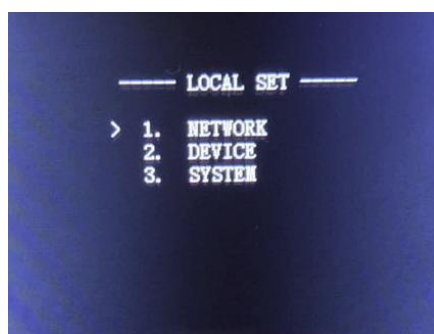 ——— LOCAL SET ———
> 1. NETWORK
2. DEVICE
3. SYSTEM